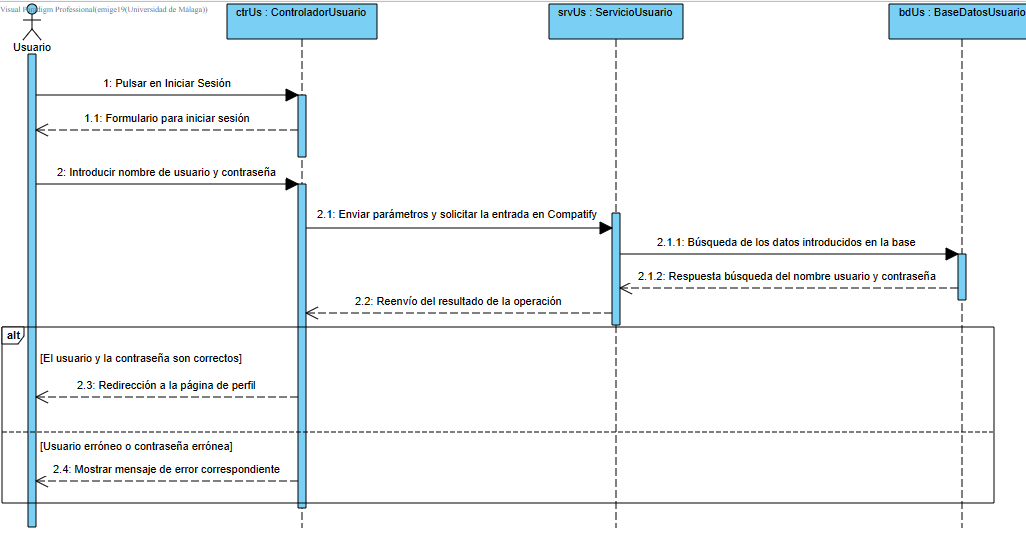 Visual Paradigm Professional(emige19(Universidad de Málaga))
ctrUs : ControladorUsuario
srvUs : ServicioUsuario
bdUs : BaseDatosUsuario
Usuario
1: Pulsar en Iniciar Sesión
1.1: Formulario para iniciar sesión
2: Introducir nombre de usuario y contraseña
2.1: Enviar parámetros y solicitar la entrada en Compatify
2.1.1: Búsqueda de los datos introducidos en la base
2.1.2: Respuesta búsqueda del nombre usuario y contraseña
2.2: Reenvío del resultado de la operación
alt
[El usuario y la contraseña son correctos]
2.3: Redirección a la página de perfil
[Usuario erróneo o contraseña errónea]
2.4: Mostrar mensaje de error correspondiente